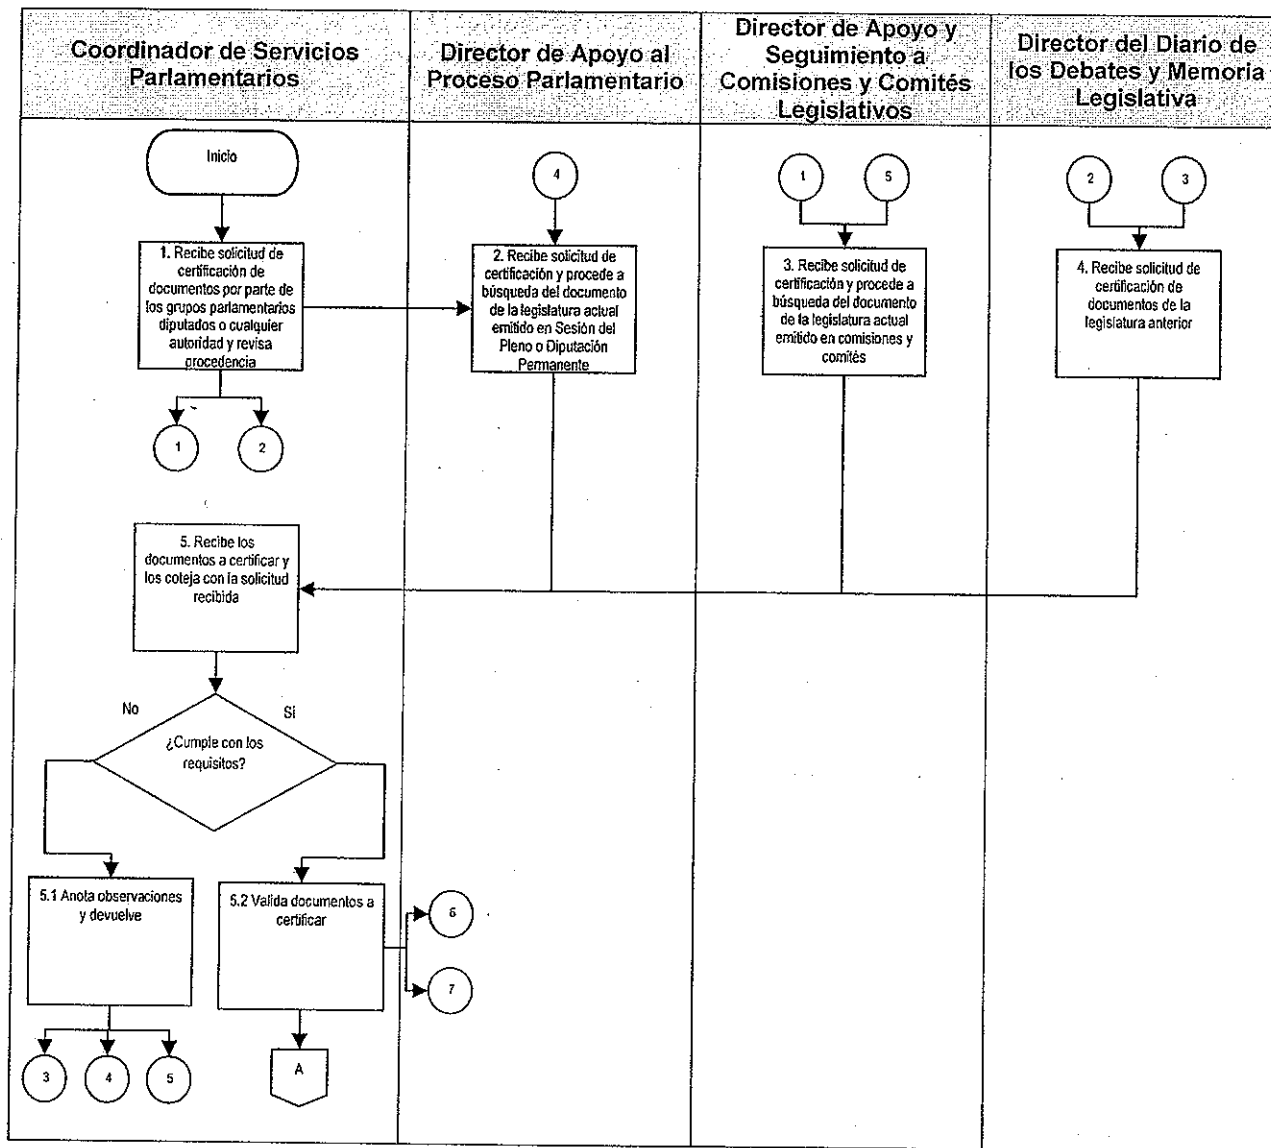 Coordinador de Servicios
Parlamentarios
Director de Apoyo al
Proceso Parlamentario
Director de Apoyo y
Seguimiento a
Comisiones y Comités
Legislativos
Director del Diario de
los Debates y Memoria
Legislativa
Inicio
4
1
5
2
3
1. Recibe solicitud de
certificación de
documentos por parte de
los grupos parlamentarios
diputados o cualquier
autoridad y revisa
procedencia
2. Recibe solicitud de
certificación y procede a
búsqueda del documento
de la legislatura actual
emitido en Sesión del
Pleno o Diputación
Permanente
3. Recibe solicitud de
certificación y procede a
búsqueda del documento
de la legislatura actual
emitido en comisiones y
comités
4. Recibe solicitud de
certificación de
documentos de la
legislatura anterior
1
2
5. Recibe los
documentos a certificar y
los coteja con la solicitud
recibida
No
Si
¿Cumple con los
requisitos?
5.1 Anota observaciones
y devuelve
5.2 Valida documentos a
certificar
6
7
3
4
5
A